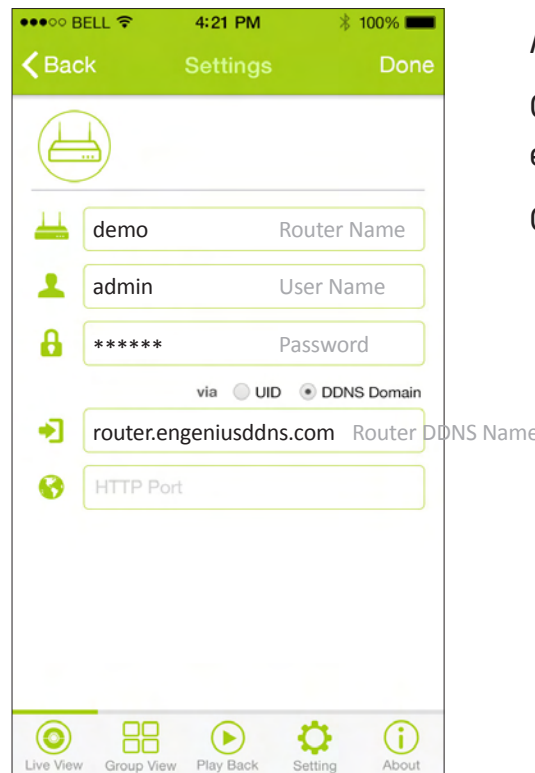 BELL 4:21 PM 100%
Back Settings Done
demo Router Name
admin User Name
****** Password
via UID DDNS Domain
router.engeniusddns.com Router DDNS Name
HTTP Port
Live View Group View Play Back Setting About